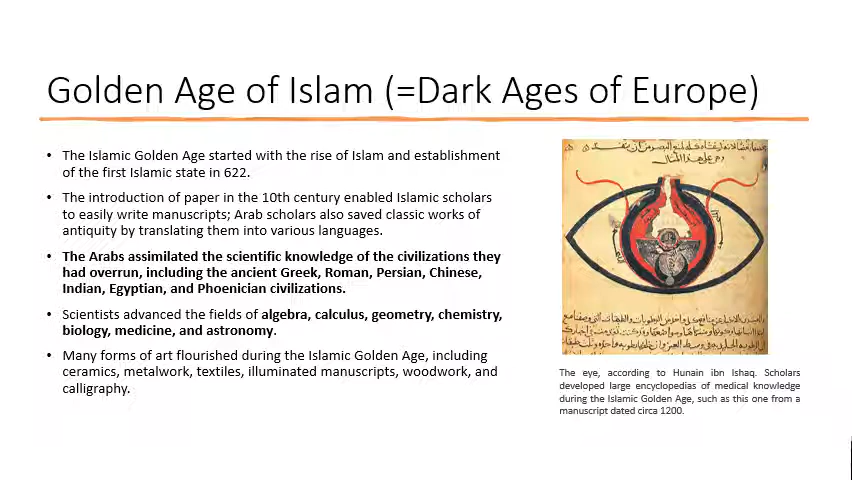 Golden Age of Islam (=Dark Ages of Europe)
• The Islamic Golden Age started with the rise of Islam and establishment
of the first Islamic state in 622.
• The introduction of paper in the 10th century enabled Islamic scholars
to easily write manuscripts; Arab scholars also saved classic works of
antiquity by translating them into various languages.
• The Arabs assimilated the scientific knowledge of the civilizations they
had overrun, including the ancient Greek, Roman, Persian, Chinese,
Indian, Egyptian, and Phoenician civilizations.
• Scientists advanced the fields of algebra, calculus, geometry, chemistry,
biology, medicine, and astronomy.
• Many forms of art flourished during the Islamic Golden Age, including
ceramics, metalwork, textiles, illuminated manuscripts, woodwork, and
calligraphy.
The eye, according to Hunain ibn Ishaq. Scholars
developed large encyclopedias of medical knowledge
during the Islamic Golden Age, such as this one from a
manuscript dated circa 1200.